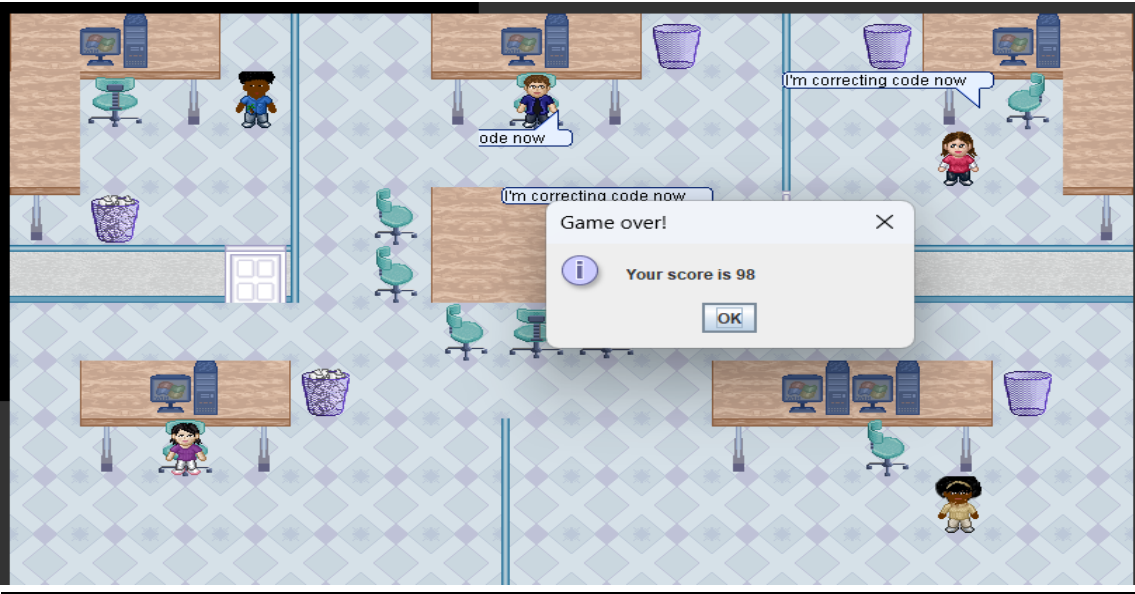 I'm correcting code now
ode now
I'm correcting code now
Game over!
Your score is 98
OK